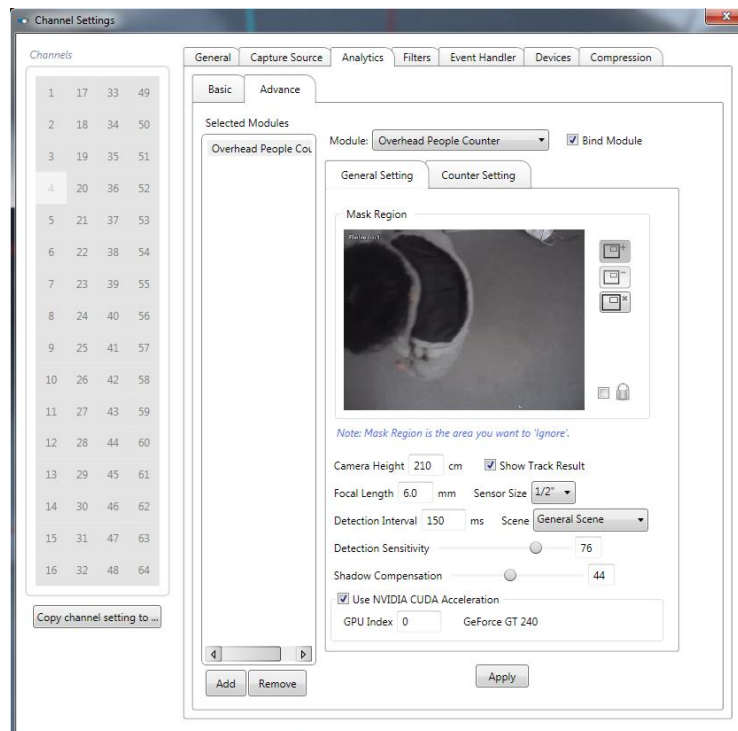 Channel Settings
Channels
General Capture Source Analytics Filters Event Handler Devices Compression
Basic Advance
1 17 33 49
2 18 34 50
3 19 35 51
4 20 36 52
5 21 37 53
6 22 38 54
7 23 39 55
8 24 40 56
9 25 41 57
10 26 42 58
11 27 43 59
12 28 44 60
13 29 45 61
14 30 46 62
15 31 47 63
16 32 48 64
Copy channel setting to ...
Selected Modules
Overhead People Cou
Add Remove
Module: Overhead People Counter Bind Module
General Setting Counter Setting
Mask Region
Note: Mask Region is the area you want to 'Ignore'.
Camera Height 210 cm Show Track Result
Focal Length 6.0 mm Sensor Size 1/2"
Detection Interval 150 ms Scene General Scene
Detection Sensitivity 76
Shadow Compensation 44
Use NVIDIA CUDA Acceleration
GPU Index 0 GeForce GT 240
Apply